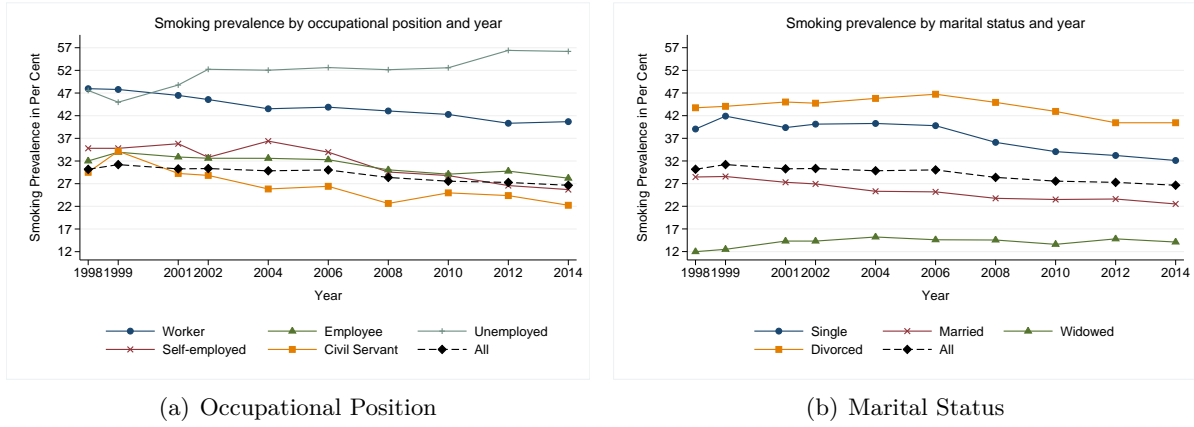 Smoking prevalence by occupational position and year
Smoking Prevalence in Per Cent
57
52
47
42
37
32
27
22
17
12
1998 1999 2001 2002 2004 2006 2008 2010 2012 2014
Year
Worker Employee Unemployed
Self-employed Civil Servant All
(a) Occupational Position
Smoking prevalence by marital status and year
Smoking Prevalence in Per Cent
57
52
47
42
37
32
27
22
17
12
1998 1999 2001 2002 2004 2006 2008 2010 2012 2014
Year
Single Married Widowed
Divorced All
(b) Marital Status